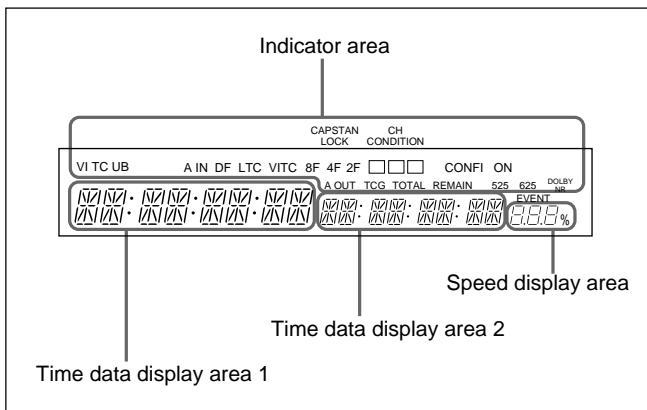 Indicator area
CAPSTAN LOCK
CH CONDITION
VI TC UB A IN DF LTC VITC 8F 4F 2F CONFI ON
A OUT TCG TOTAL REMAIN 525 625 DOLBY NR
EVENT
%
Speed display area
Time data display area 2
Time data display area 1